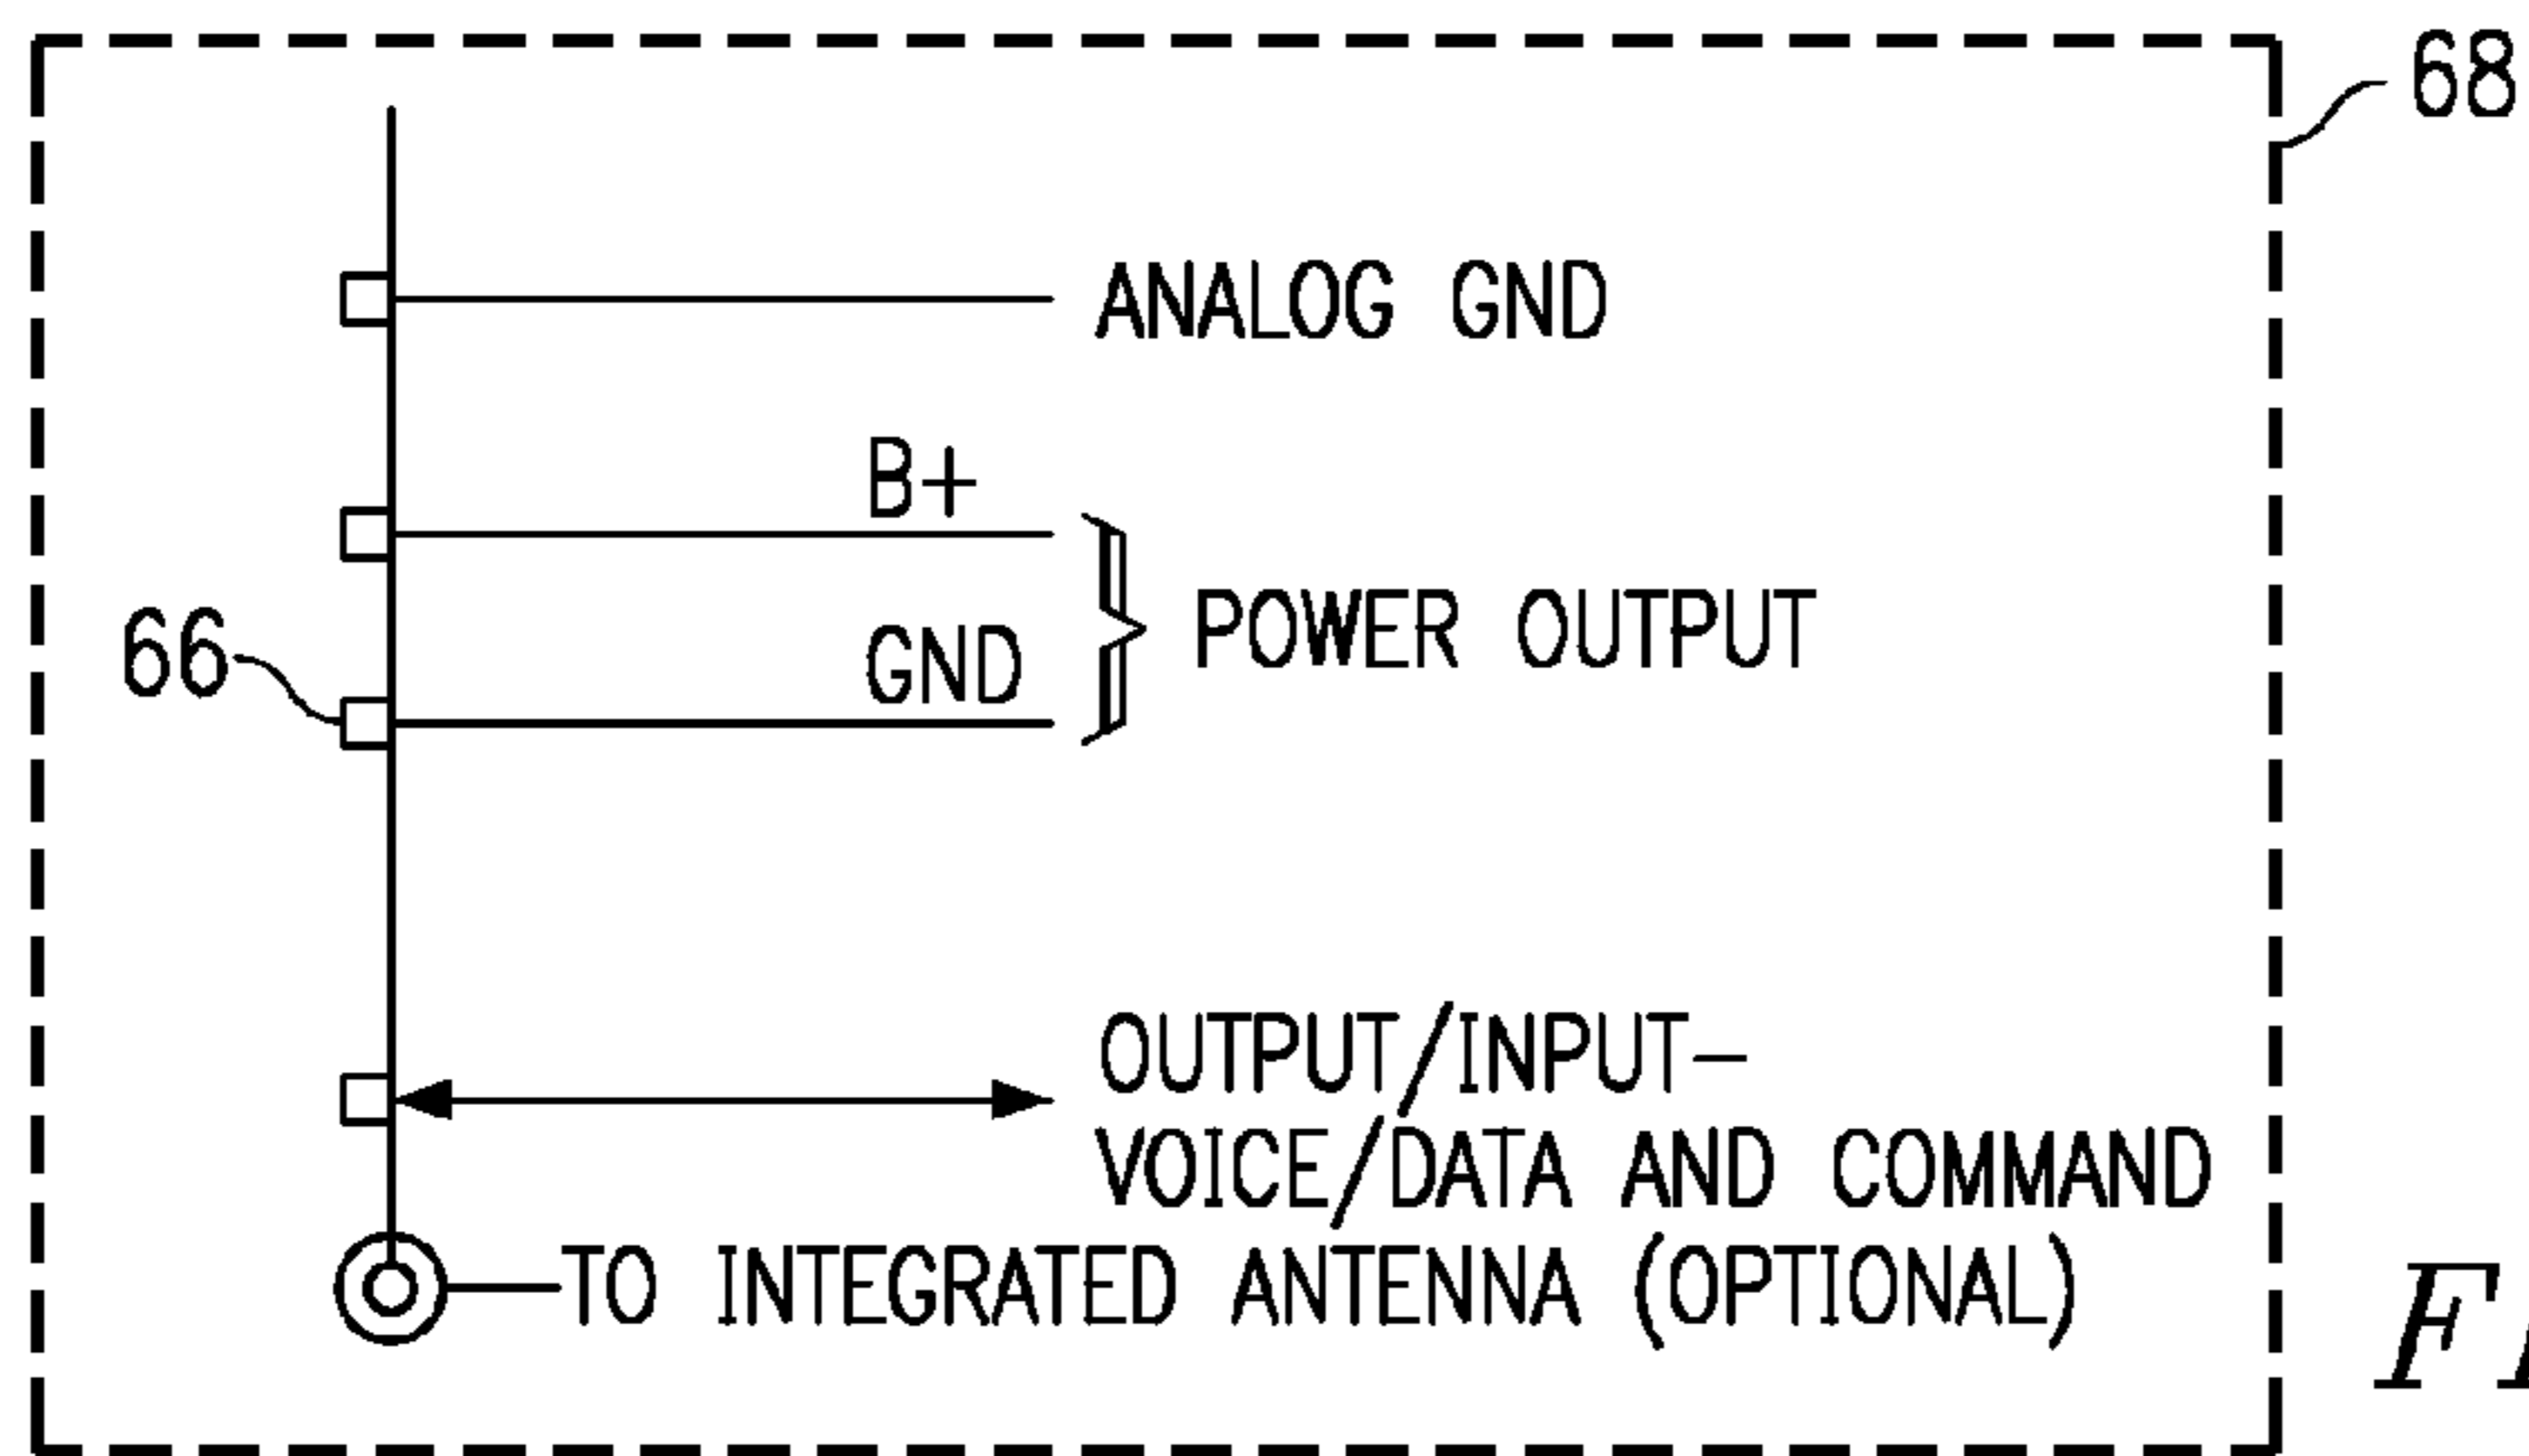 68
ANALOG GND
B+
POWER OUTPUT
66
GND
OUTPUT/INPUT-
VOICE/DATA AND COMMAND
TO INTEGRATED ANTENNA (OPTIONAL)